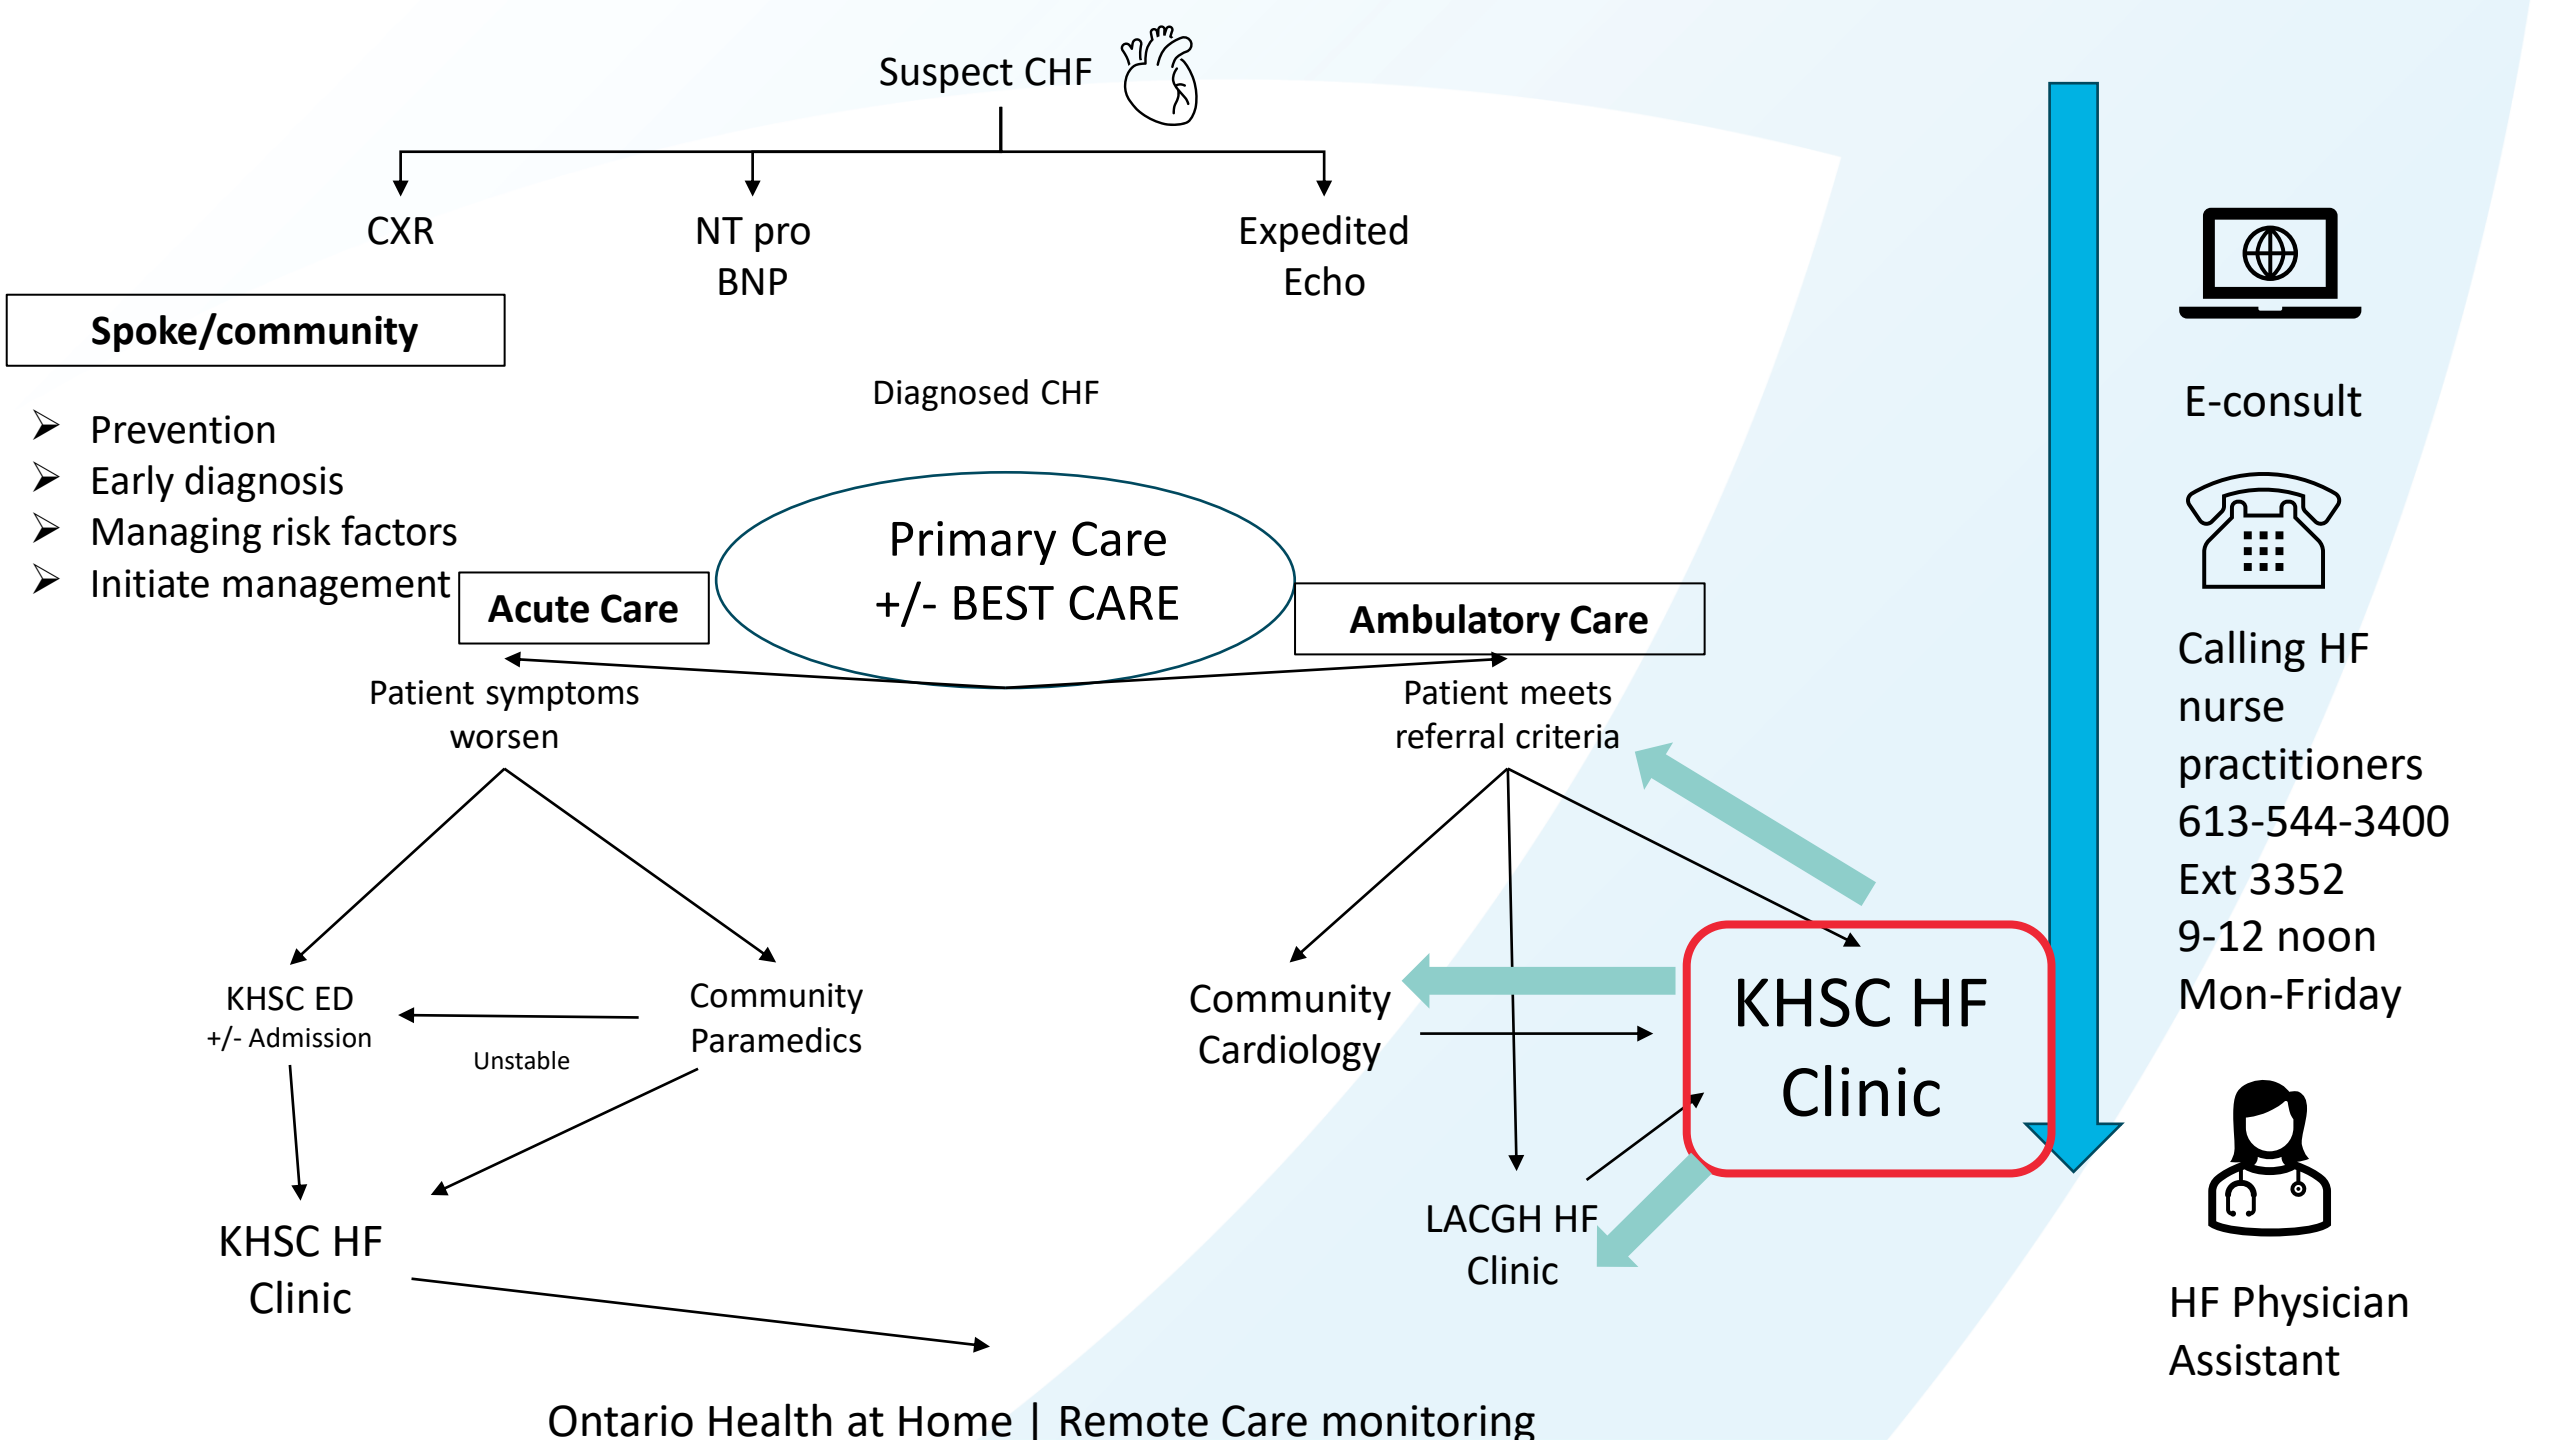 Suspect CHF
CXR
NT pro
BNP
Expedited
Echo
Spoke/community
Prevention
Early diagnosis
Managing risk factors
Initiate management
Diagnosed CHF
Primary Care
+/- BEST CARE
Acute Care
Patient symptoms
worsen
Ambulatory Care
Patient meets
referral criteria
KHSC ED
+/- Admission
Unstable
Community
Paramedics
KHSC HF
Clinic
Community
Cardiology
LACGH HF
Clinic
KHSC HF
Clinic
Ontario Health at Home | Remote Care monitoring
E-consult
Calling HF
nurse
practitioners
613-544-3400
Ext 3352
9-12 noon
Mon-Friday
HF Physician
Assistant